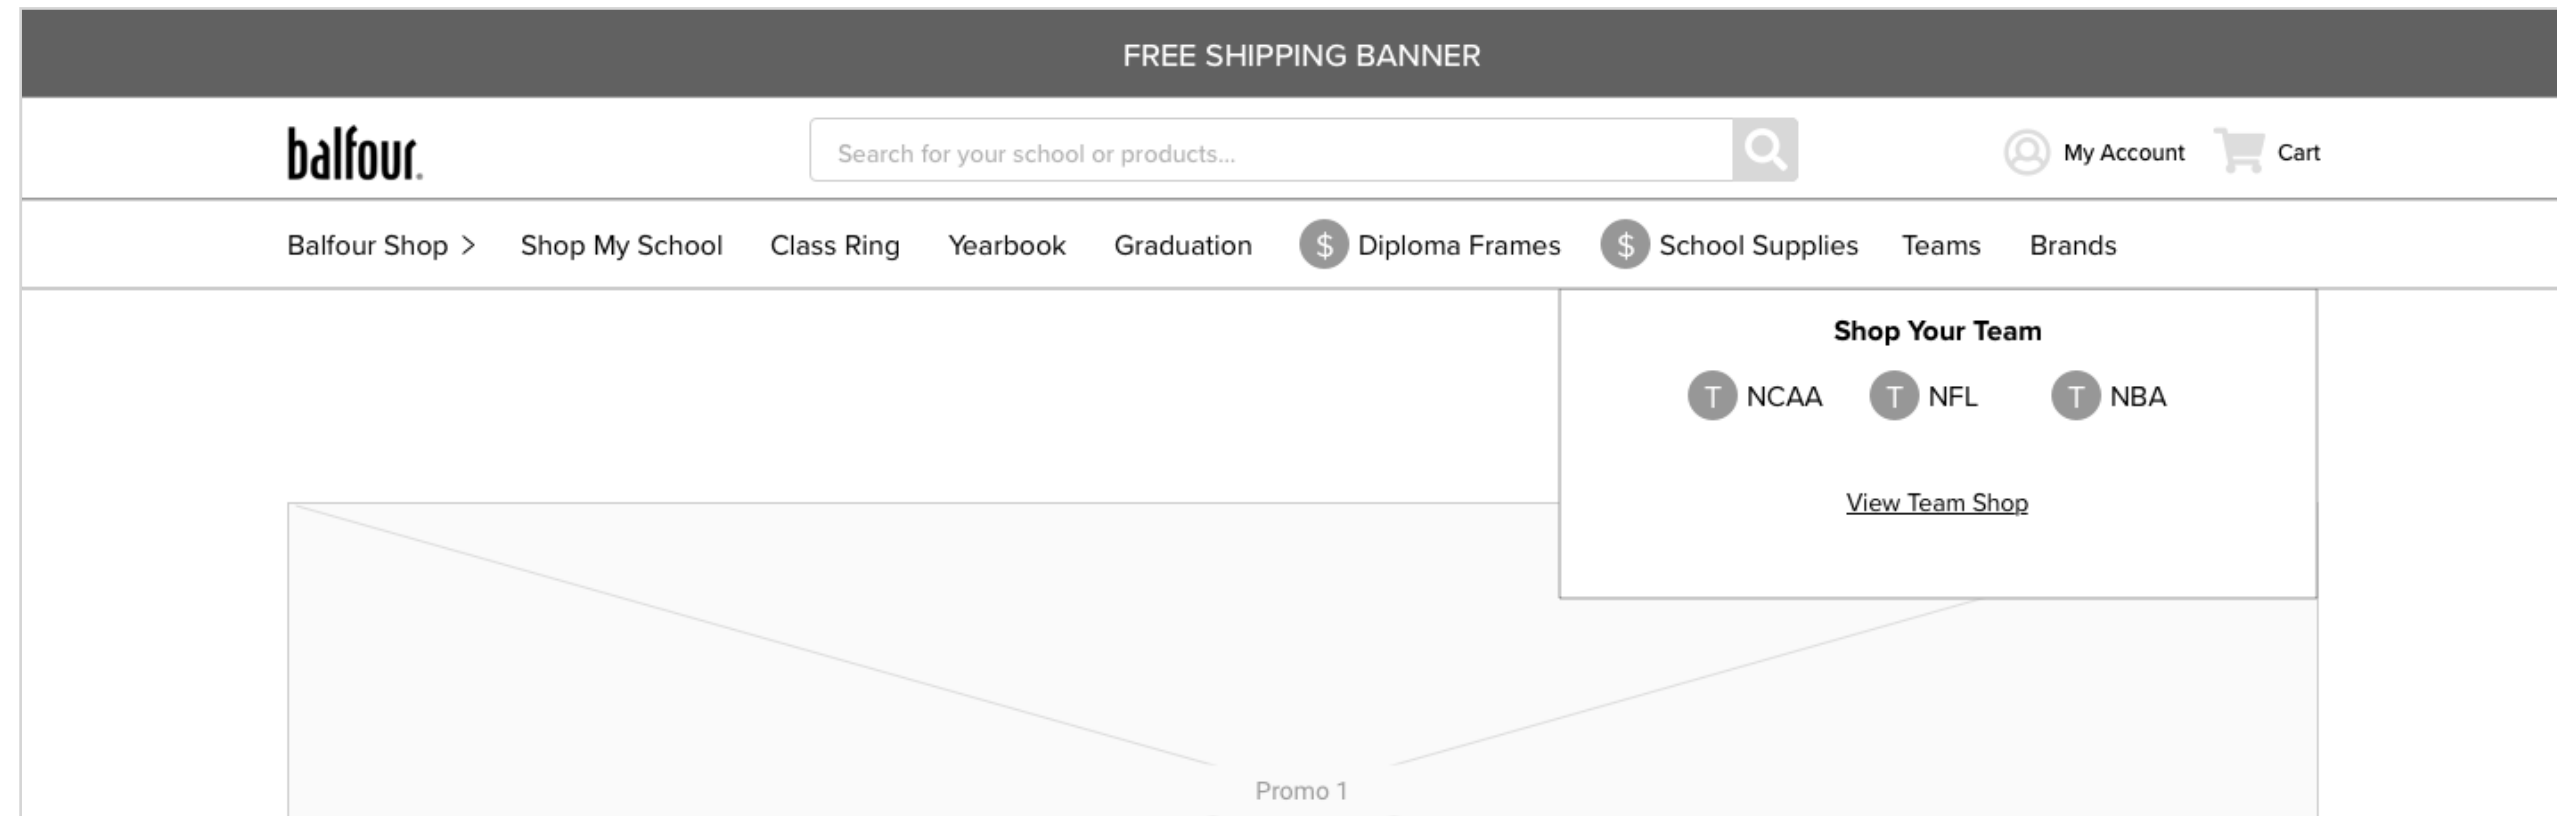 FREE SHIPPING BANNER
balfour.
Search for your school or products...
My Account
Cart
Balfour Shop > Shop My School Class Ring Yearbook Graduation $ Diploma Frames $ School Supplies Teams Brands
Shop Your Team
T NCAA T NFL T NBA
View Team Shop
Promo 1